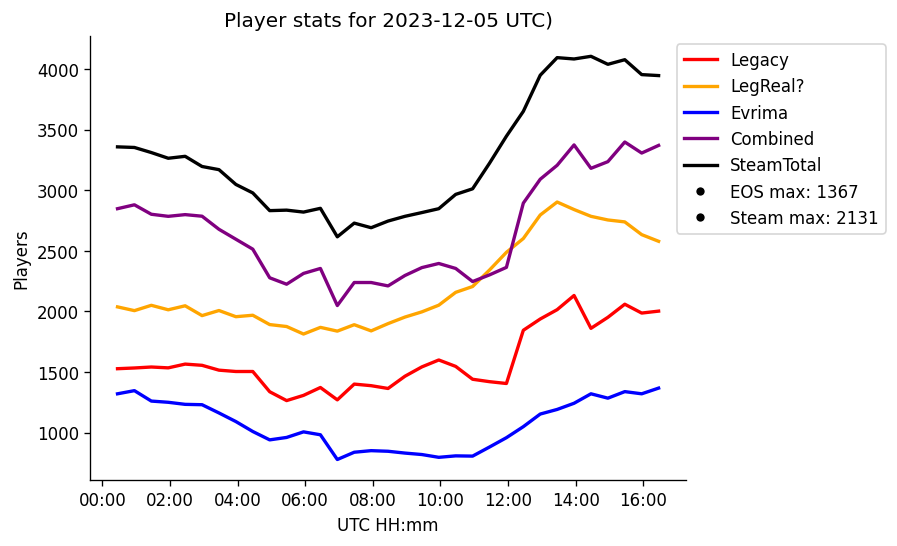 Player stats for 2023-12-05 UTC)
4000
3500
3000
2500
2000
1500
1000
Players
00:00 02:00 04:00 06:00 08:00 10:00 12:00 14:00 16:00
UTC HH:mm
Legacy
LegReal?
Evrima
Combined
SteamTotal
EOS max: 1367
Steam max: 2131